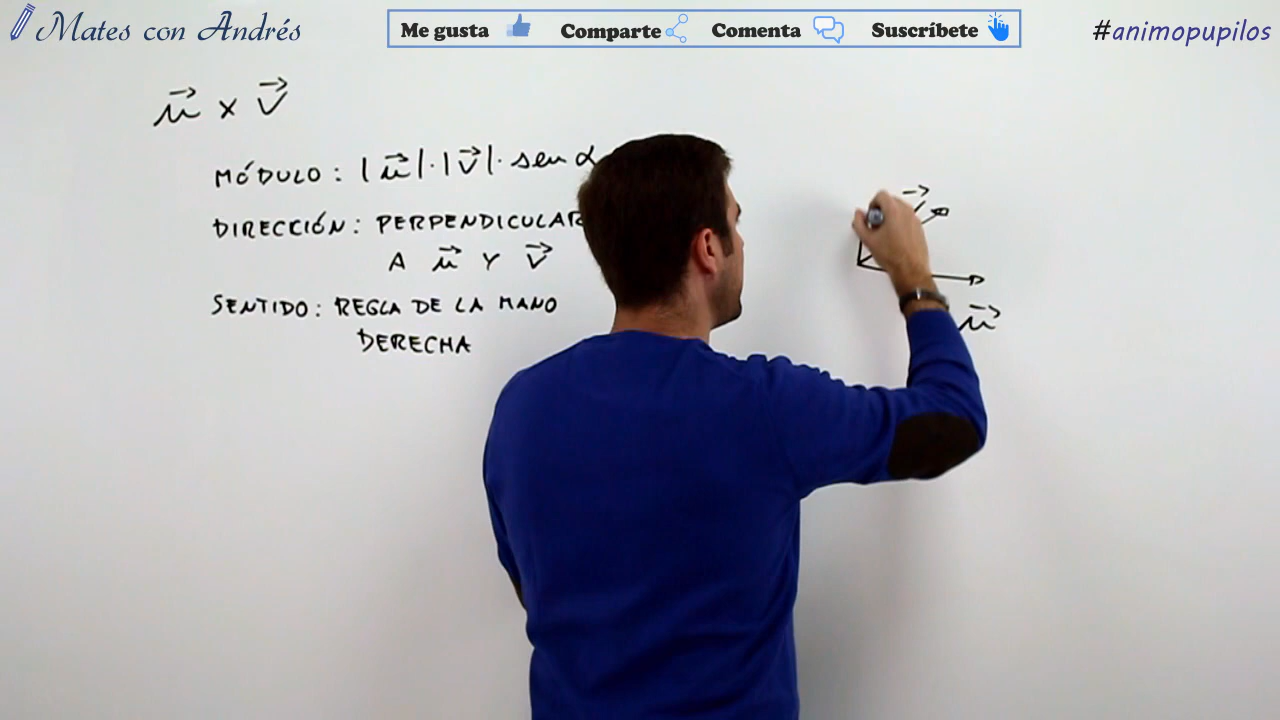 Mates con Andrés
Me gusta Comparte Comenta Suscríbete
#animopupilos
u⃗ x v⃗
MÓDULO: |u⃗|·|v⃗|· sen α
DIRECCIÓN: PERPENDICULAR
A u⃗ Y v⃗
SENTIDO: REGLA DE LA MANO
DERECHA
u⃗